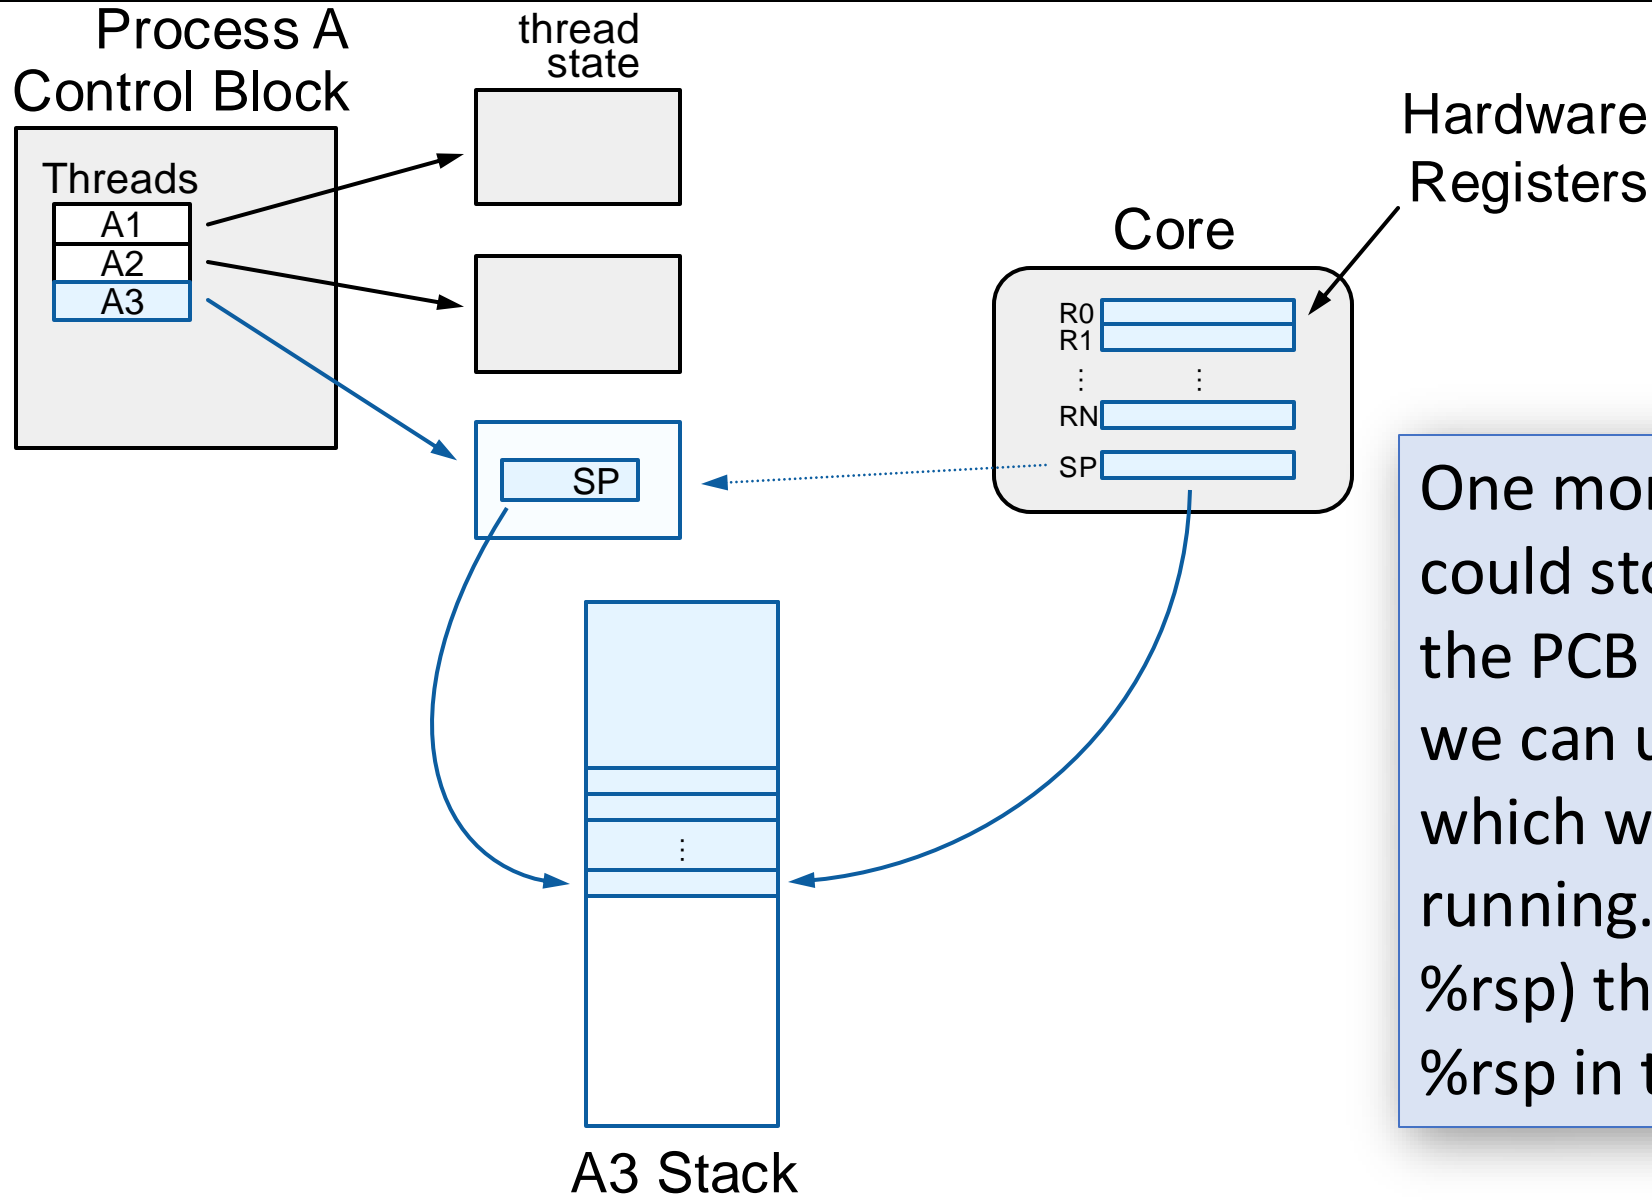 Process A
Control Block
thread
state
Threads
A1
A2
A3
SP
Hardware
Registers
Core
R0
R1
⋮ ⋮
RN
SP
⋮
A3 Stack
One mor
could sto
the PCB
we can u
which w
running.
%rsp) th
%rsp in t